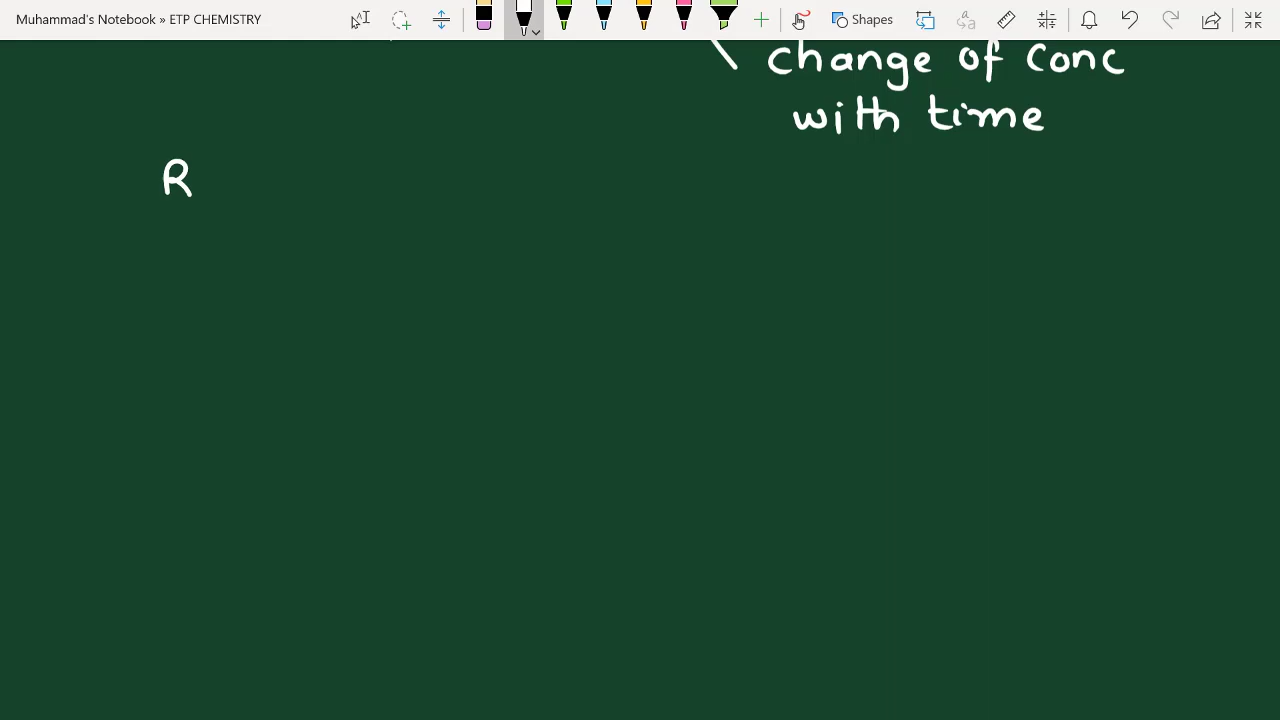 Muhammad's Notebook » ETP CHEMISTRY
Shapes
change of conc
with time
R